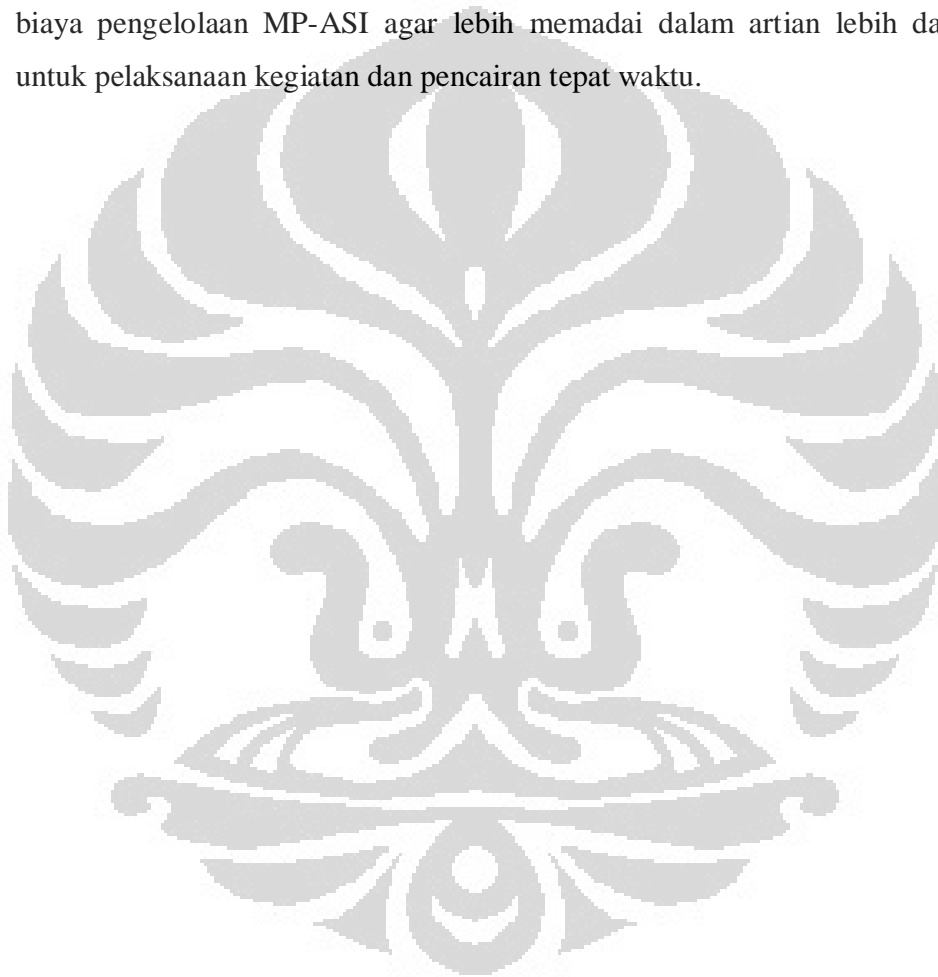 biaya pengelolaan MP-ASI agar lebih memadai dalam artian lebih
untuk pelaksanaan kegiatan dan pencairan tepat waktu.